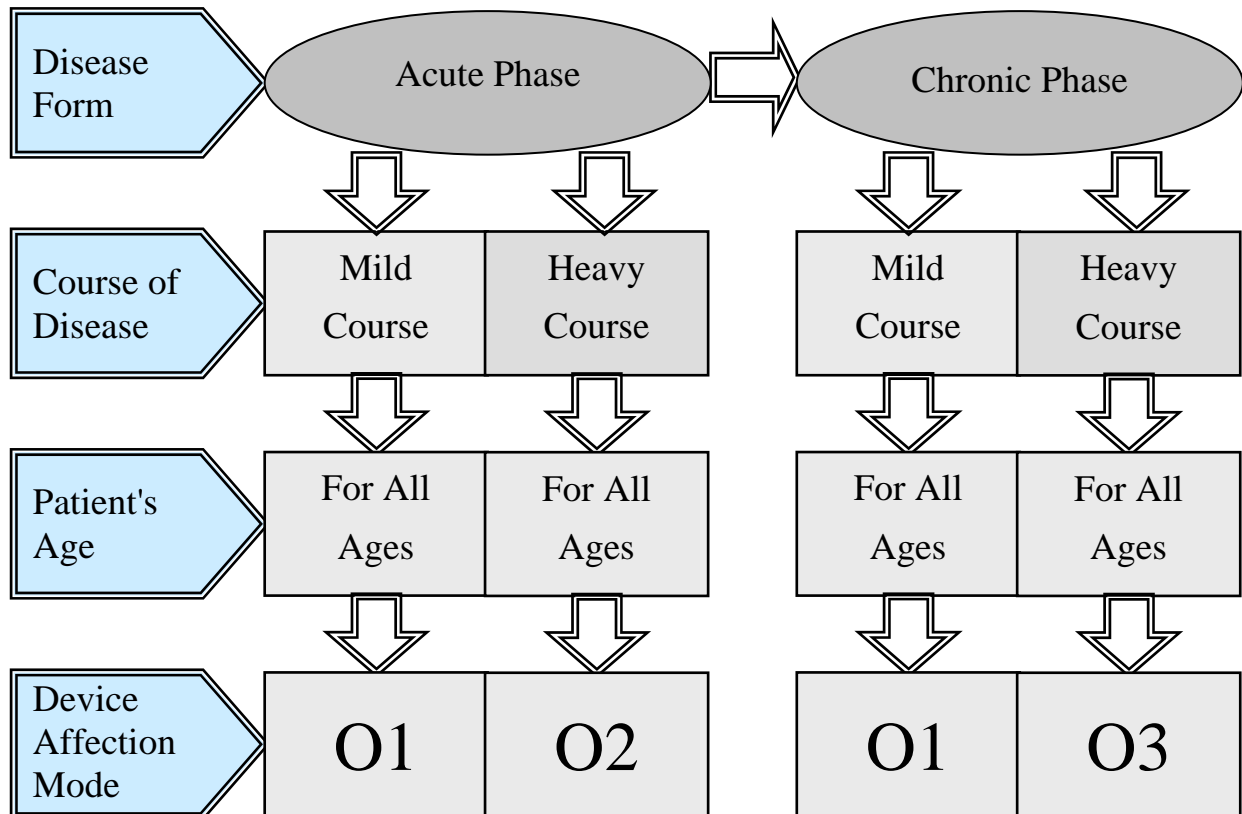 Disease
Form
Acute Phase
Chronic Phase
Course of
Disease
Mild
Course
Heavy
Course
Mild
Course
Heavy
Course
Patient's
Age
For All
Ages
For All
Ages
For All
Ages
For All
Ages
Device
Affection
Mode
O1
O2
O1
O3